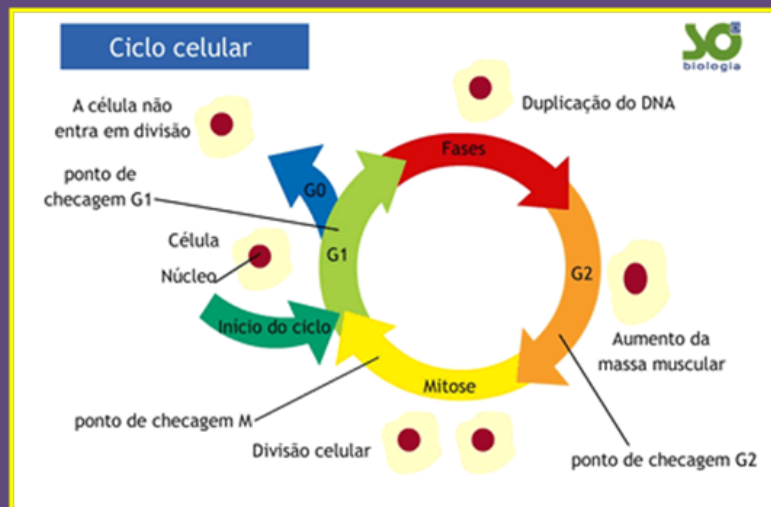 Ciclo celular
SÓ
biologia
A célula não
entra em divisão
Duplicação do DNA
ponto de
checagem G1
G0
Fases
Célula
Núcleo
G1
G2
Início do ciclo
Aumento da
massa muscular
Mitose
ponto de checagem M
Divisão celular
ponto de checagem G2